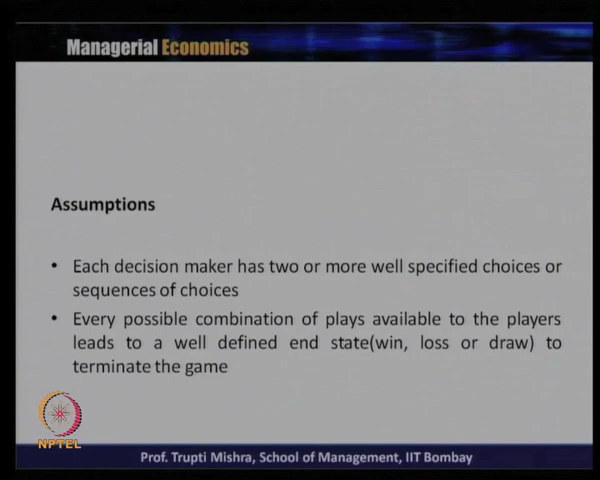 Managerial Economics
Assumptions
• Each decision maker has two or more well specified choices or
sequences of choices
• Every possible combination of plays available to the players
leads to a well defined end state(win, loss or draw) to
terminate the game
NPTEL
Prof. Trupti Mishra, School of Management, IIT Bombay